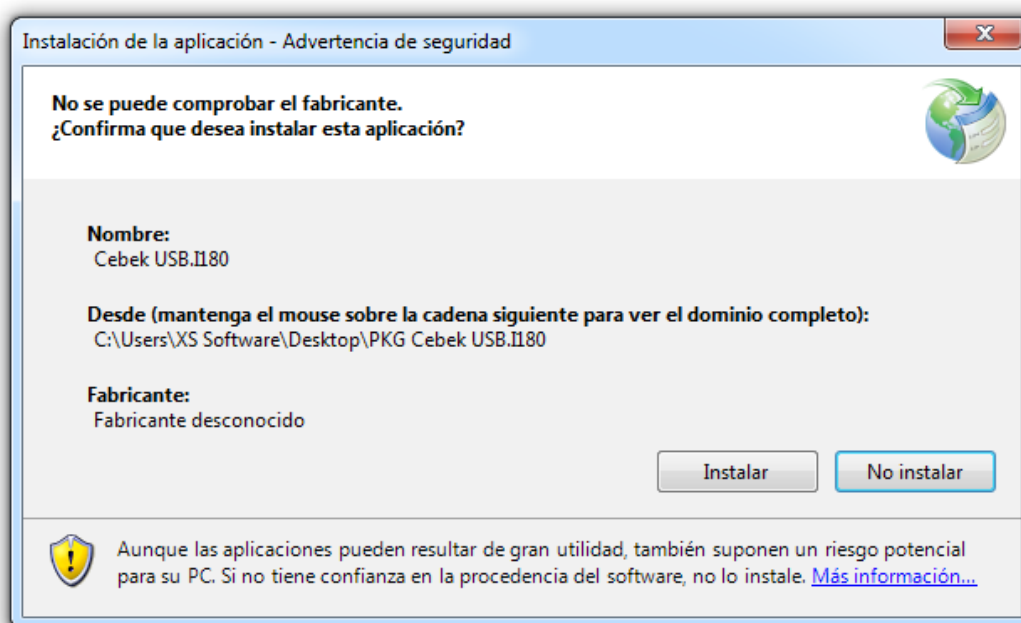 Instalación de la aplicación - Advertencia de seguridad
No se puede comprobar el fabricante.
¿Confirma que desea instalar esta aplicación?
Nombre:
Cebek USB.I180
Desde (mantenga el mouse sobre la cadena siguiente para ver el dominio completo):
C:\Users\XS Software\Desktop\PKG Cebek USB.I180
Fabricante:
Fabricante desconocido
Instalar
No instalar
Aunque las aplicaciones pueden resultar de gran utilidad, también suponen un riesgo potencial
para su PC. Si no tiene confianza en la procedencia del software, no lo instale. Más información...